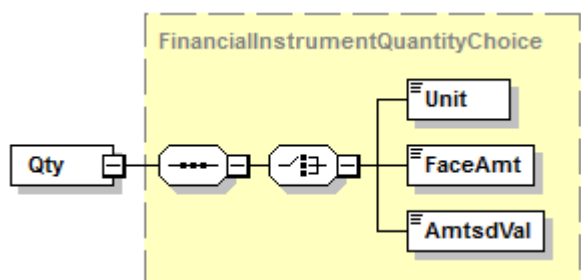 FinancialInstrumentQuantityChoice
Unit
Qty
FaceAmt
AmtsdVal